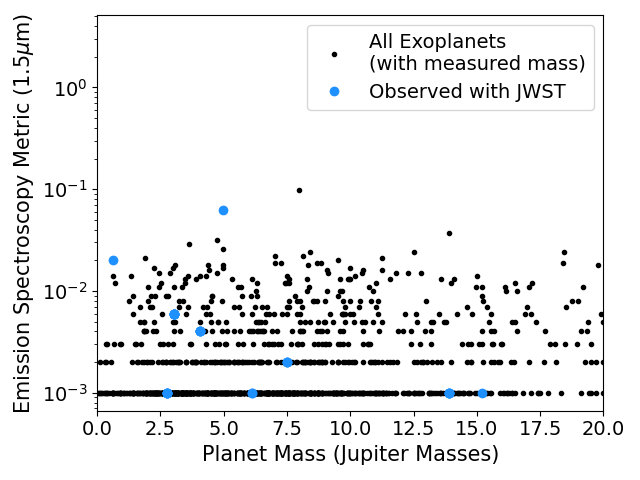 All Exoplanets
(with measured mass)
Observed with JWST
Emission Spectroscopy Metric (1.5μm)
10⁰
10⁻¹
10⁻²
10⁻³
0.0 2.5 5.0 7.5 10.0 12.5 15.0 17.5 20.0
Planet Mass (Jupiter Masses)